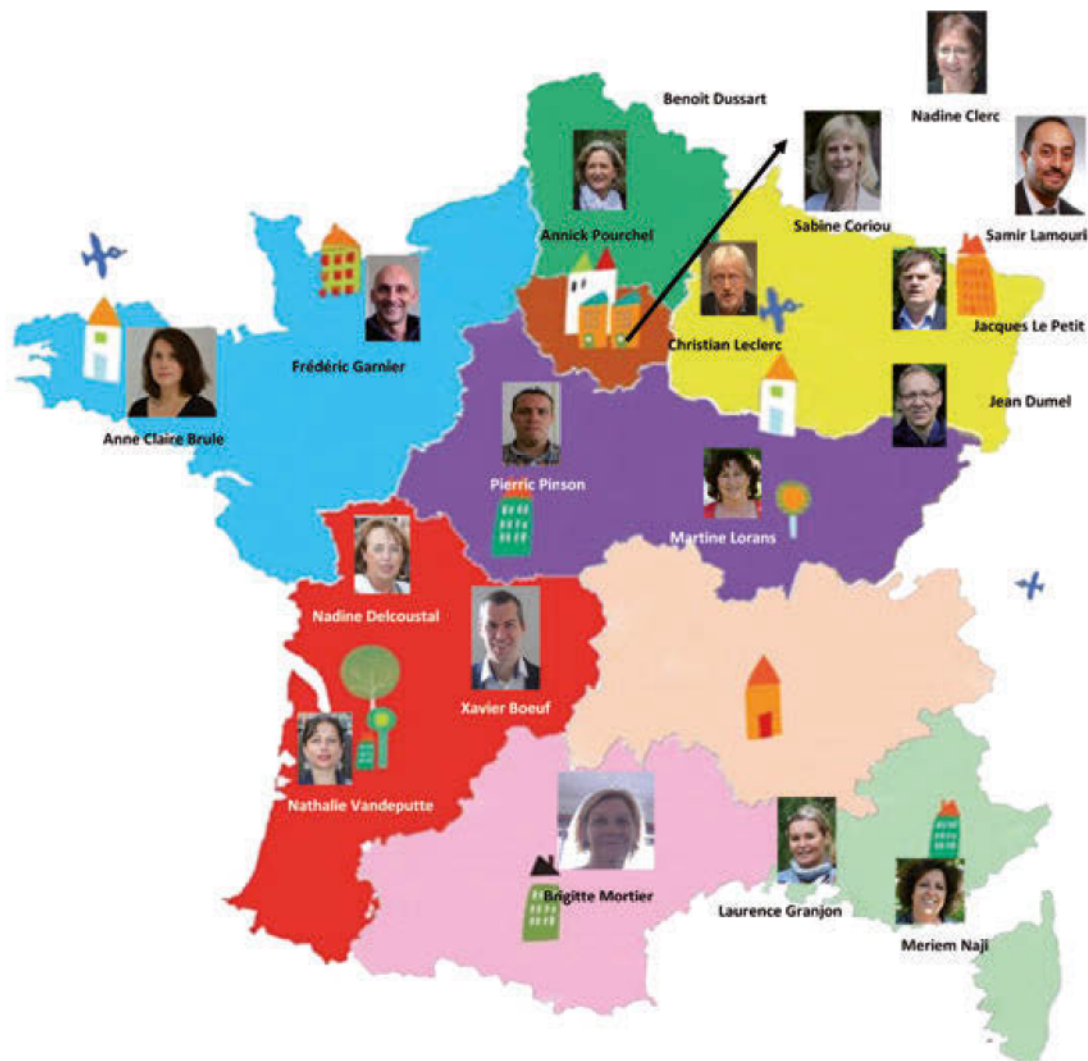 Benoit Dussart
Nadine Clerc
Annick Pourchel
Sabine Coriou
Samir Lamouri
Frédéric Garnier
Christian Leclerc
Jacques Le Petit
Anne Claire Brule
Jean Dumel
Pierric Pinson
Martine Lorans
Nadine Delcoustal
Xavier Boeuf
Nathalie Vandeputte
Brigitte Mortier
Laurence Granjon
Meriem Naji